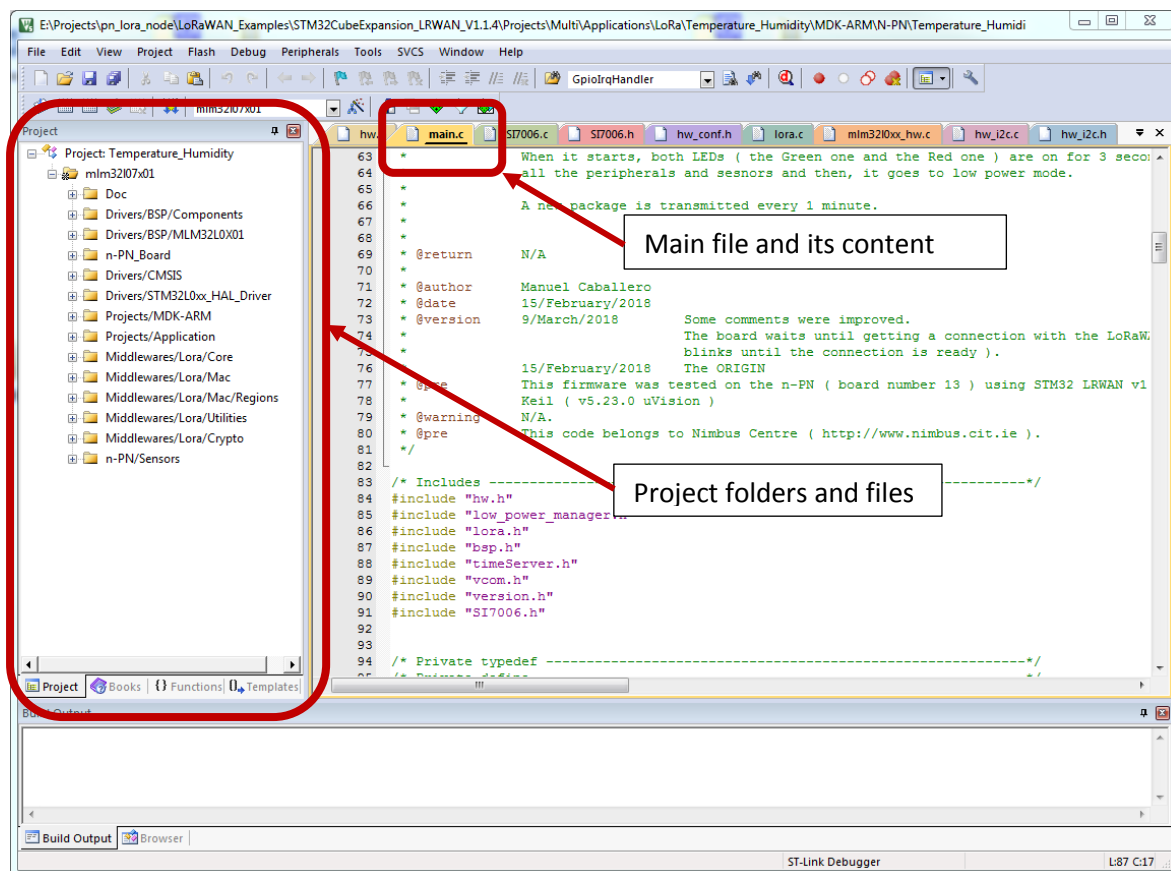 E:\Projects\pn_lora_node\LoRaWAN_Examples\STM32CubeExpansion_LRWAN_V1.1.4\Projects\Multi\Applications\LoRa\Temperature_Humidity\MDK-ARM\N-PN\Temperature_Humidi
File Edit View Project Flash Debug Peripherals Tools SVCS Window Help
GpioIrqHandler
mlm32l07x01
Project
hw. main.c SI7006.c SI7006.h hw_conf.h lora.c mlm32l0xx_hw.c hw_i2c.c hw_i2c.h
Project: Temperature_Humidity
mlm32l07x01
Doc
Drivers/BSP/Components
Drivers/BSP/MLM32L0X01
n-PN_Board
Drivers/CMSIS
Drivers/STM32L0xx_HAL_Driver
Projects/MDK-ARM
Projects/Application
Middlewares/Lora/Core
Middlewares/Lora/Mac
Middlewares/Lora/Mac/Regions
Middlewares/Lora/Utilities
Middlewares/Lora/Crypto
n-PN/Sensors
Project Books {} Functions Templates
63 * When it starts, both LEDs ( the Green one and the Red one ) are on for 3 seco
64 * all the peripherals and sesnors and then, it goes to low power mode.
65 *
66 * A new package is transmitted every 1 minute.
67 *
68 *
69 * @return N/A
70 *
71 * @author Manuel Caballero
72 * @date 15/February/2018
73 * @version 9/March/2018 Some comments were improved.
74 * The board waits until getting a connection with the LoRaW
75 * blinks until the connection is ready ).
76 15/February/2018 The ORIGIN
77 * @pre This firmware was tested on the n-PN ( board number 13 ) using STM32 LRWAN v1
78 * Keil ( v5.23.0 uVision )
79 * @warning N/A.
80 * @pre This code belongs to Nimbus Centre ( http://www.nimbus.cit.ie ).
81 */
82
83 /* Includes ------------------------------------------------------------------*/
84 #include "hw.h"
85 #include "low_power_manager.h"
86 #include "lora.h"
87 #include "bsp.h"
88 #include "timeServer.h"
89 #include "vcom.h"
90 #include "version.h"
91 #include "SI7006.h"
92
93
94 /* Private typedef -----------------------------------------------------------*/
95 /* Private define -----------------------------------------------------------*/
Main file and its content
Project folders and files
Build Output
Build Output Browser
ST-Link Debugger L:87 C:17